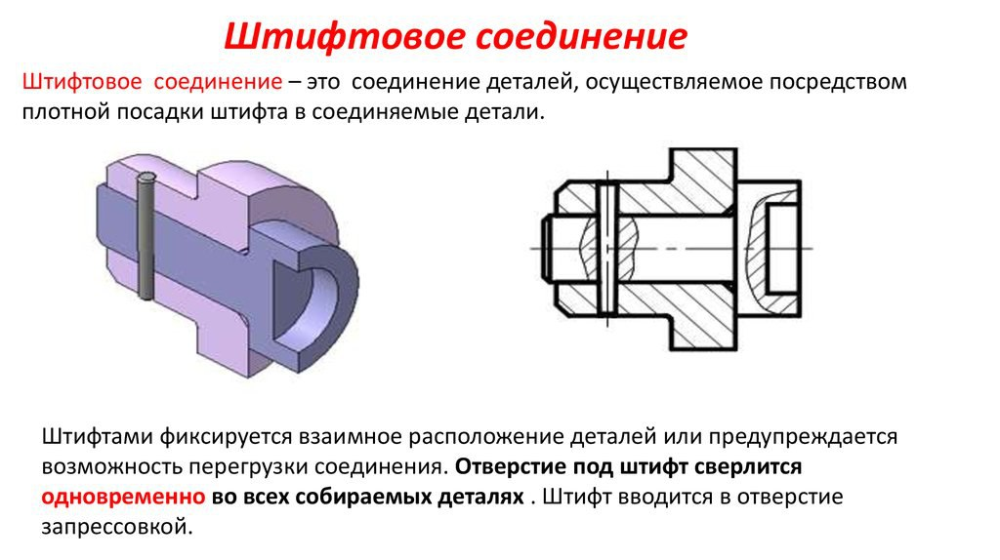 Штифтовое соединение
Штифтовое соединение – это соединение деталей, осуществляемое посредством
плотной посадки штифта в соединяемые детали.
Штифтами фиксируется взаимное расположение деталей или предупреждается
возможность перегрузки соединения. Отверстие под штифт сверлится
одновременно во всех собираемых деталях . Штифт вводится в отверстие
запрессовкой.